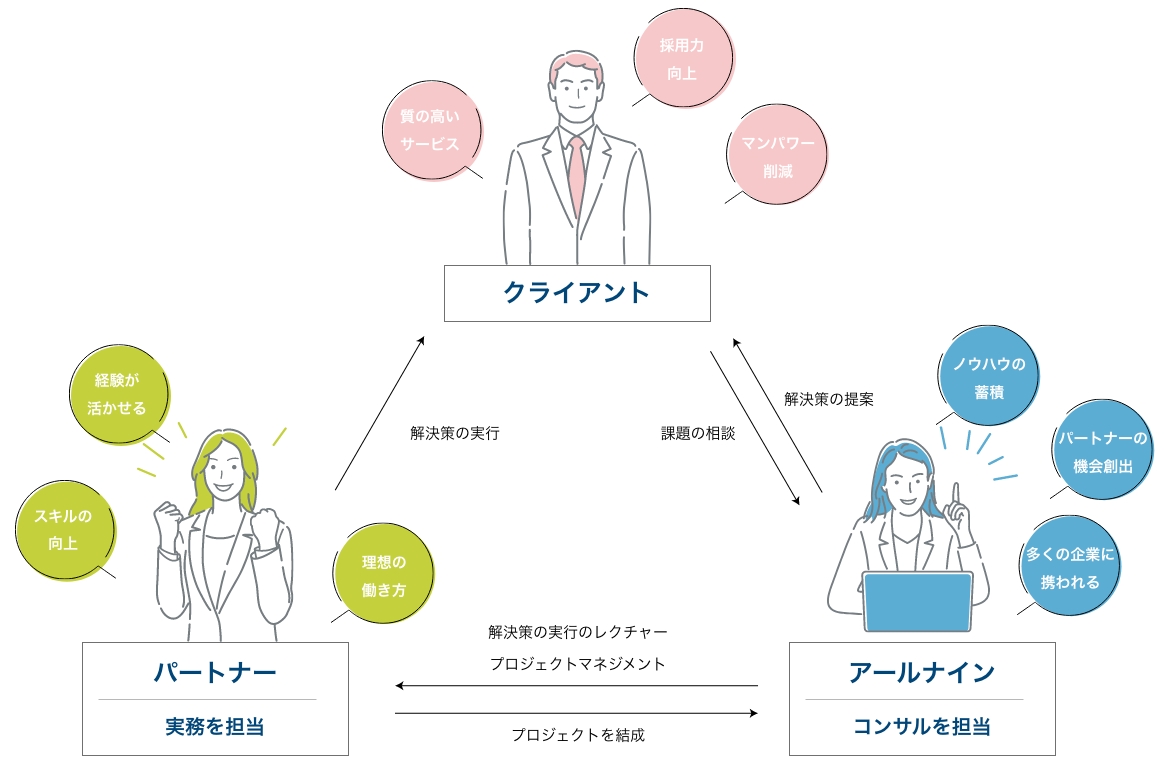 採用力
向上
質の高い
サービス
マンパワー
削減
クライアント
経験が
活かせる
スキルの
向上
理想の
働き方
解決策の実行
課題の相談
解決策の提案
ノウハウの
蓄積
パートナーの
機会創出
多くの企業に
携われる
解決策の実行のレクチャー
プロジェクトマネジメント
プロジェクトを結成
パートナー
実務を担当
アールナイン
コンサルを担当